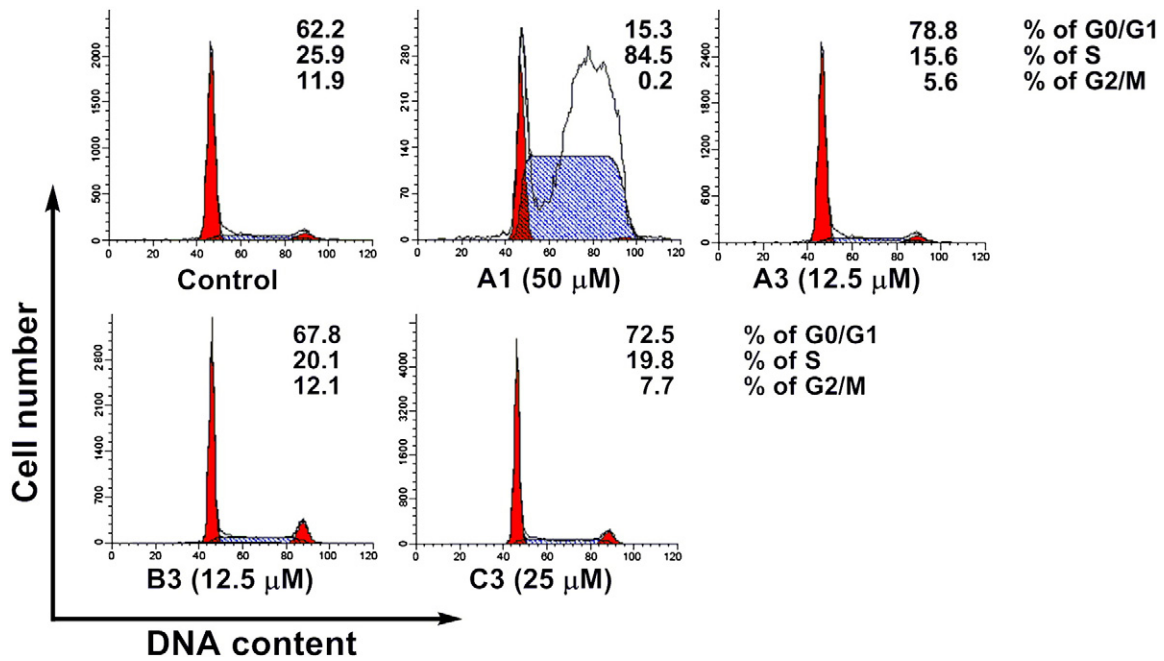 62.2
25.9
11.9
2000
1500
1000
500
0
0 20 40 60 80 100 120
Control
15.3
84.5
0.2
280
210
140
70
0
0 20 40 60 80 100 120
A1 (50 μM)
78.8 % of G0/G1
15.6 % of S
5.6 % of G2/M
2400
1800
1200
600
0
0 20 40 60 80 100 120
A3 (12.5 μM)
67.8
20.1
12.1
2800
2100
1400
700
0
0 20 40 60 80 100 120
B3 (12.5 μM)
72.5 % of G0/G1
19.8 % of S
7.7 % of G2/M
4000
3200
1600
800
0
0 20 40 60 80 100 120
C3 (25 μM)
Cell number
DNA content